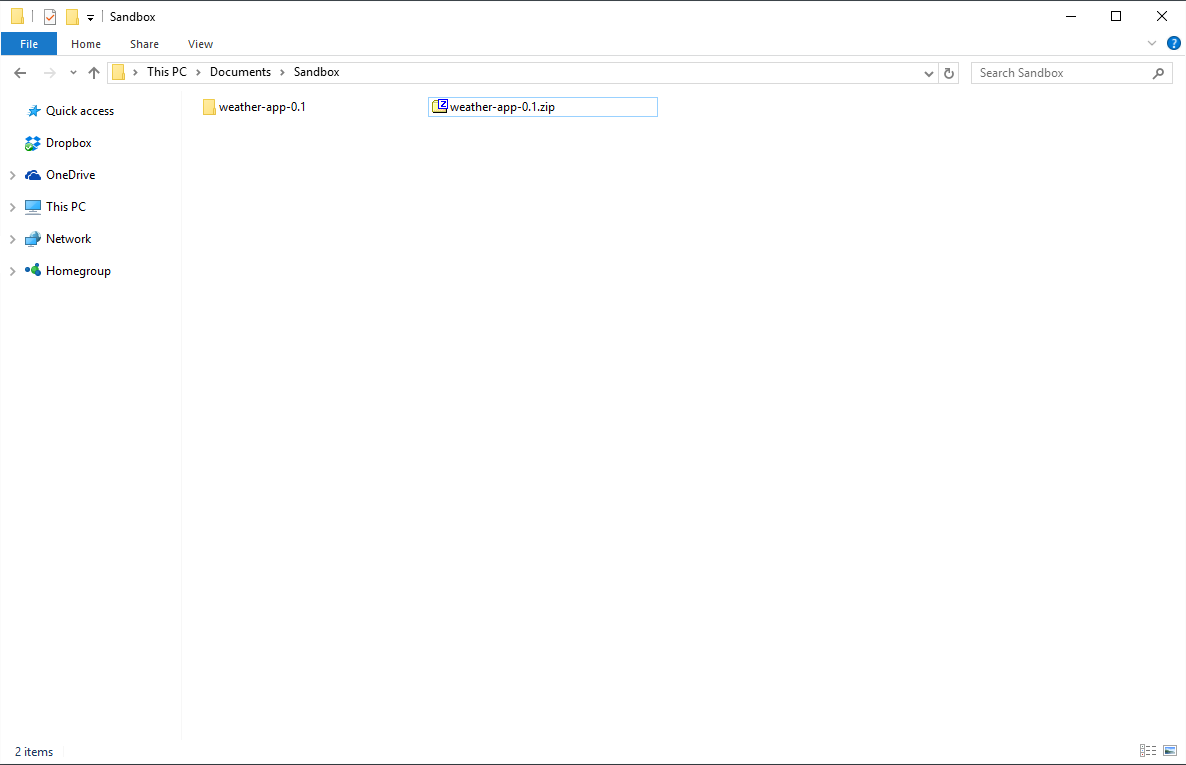 Sandbox
File Home Share View
?
This PC Documents Sandbox
Search Sandbox
Quick access
Dropbox
OneDrive
This PC
Network
Homegroup
weather-app-0.1
Z weather-app-0.1.zip
2 items